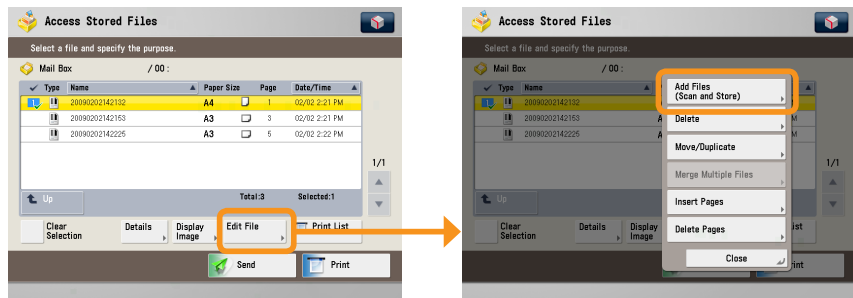 Access Stored Files
Select a file and specify the purpose.
Mail Box / 00 :
Type Name Paper Size Page Date/Time
1 20090202142132 A4 1 02/02 2:21 PM
20090202142153 A3 3 02/02 2:21 PM
20090202142225 A3 5 02/02 2:22 PM
1/1
Up Total:3 Selected:1
Clear Selection
Details
Display Image
Edit File
Print List
Send
Print
Access Stored Files
Select a file and specify the purpose.
Mail Box / 00 :
Type Name
1 20090202142132
20090202142153 A
20090202142225 A
M
M
1/1
Up
Clear Selection
Details
Display Image
ist
int
Add Files
(Scan and Store)
Delete
Move/Duplicate
Merge Multiple Files
Insert Pages
Delete Pages
Close